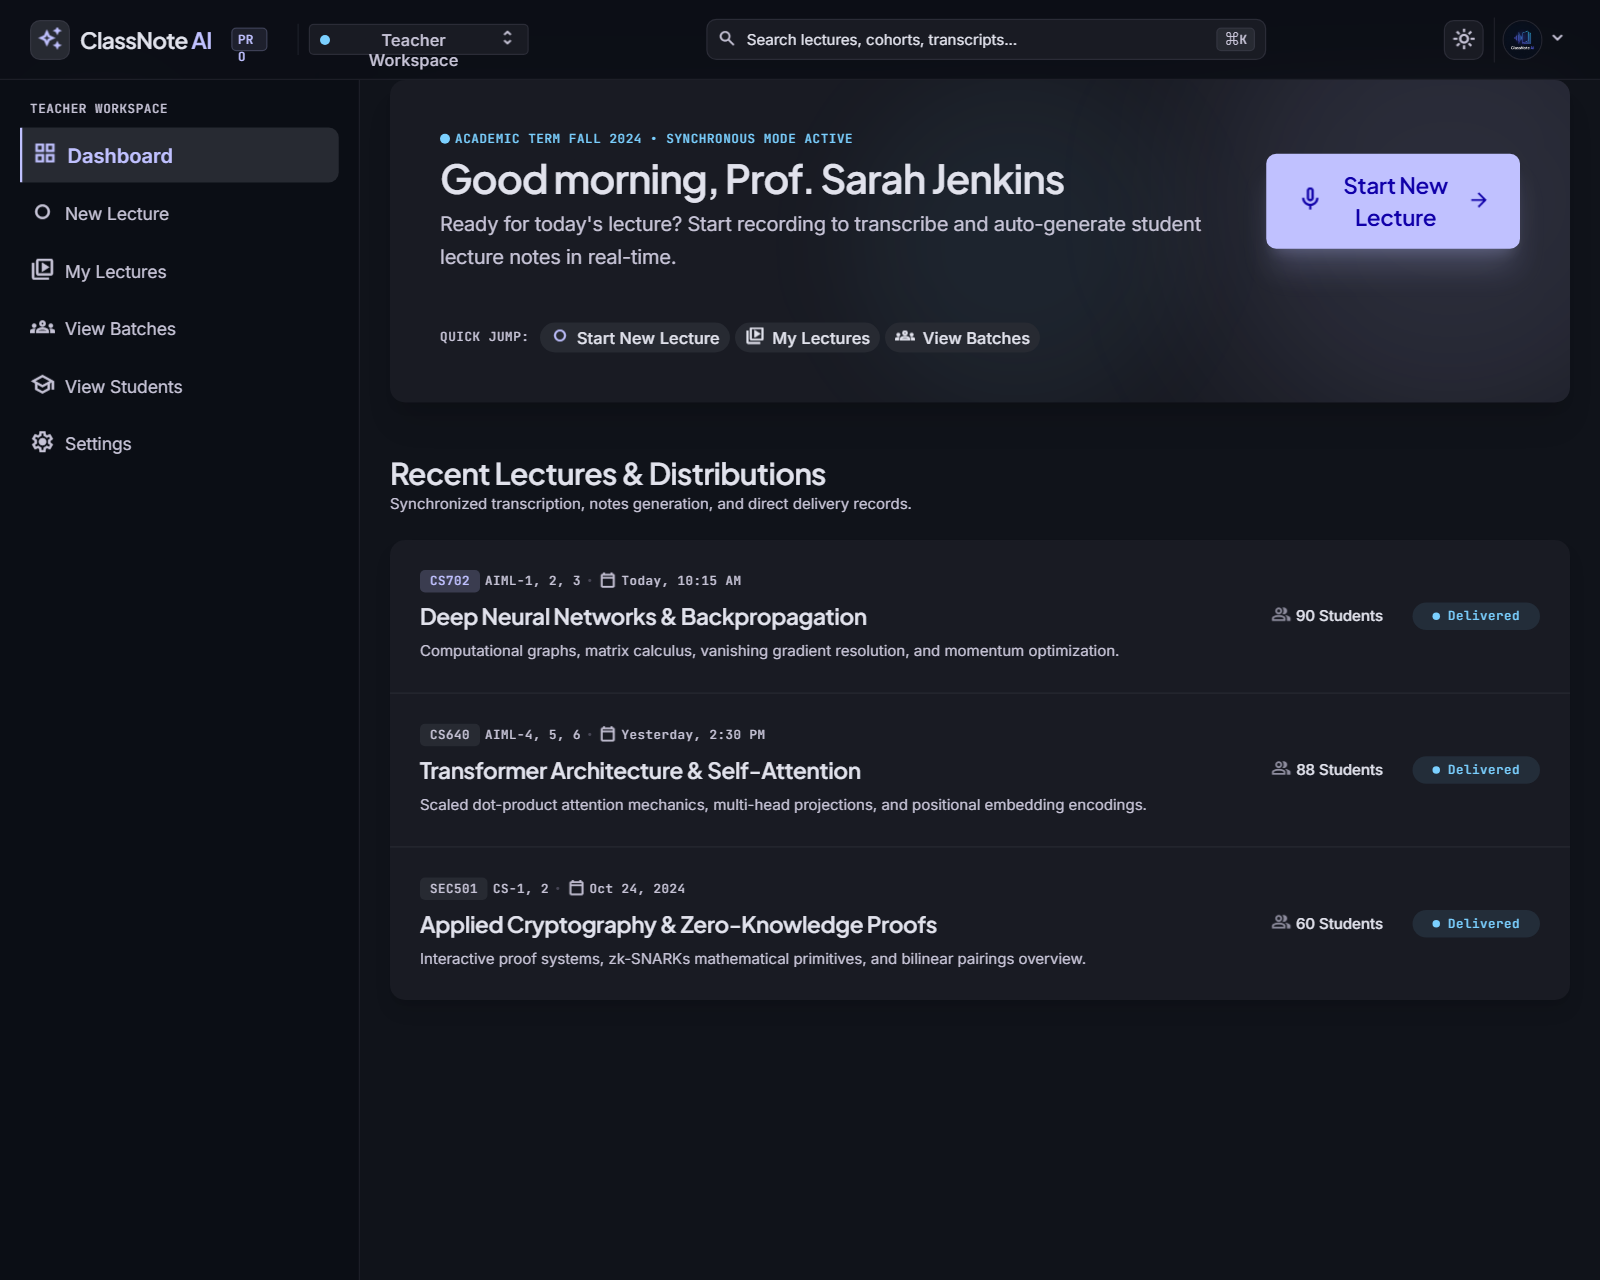 ClassNote AI
PR
O
Teacher
Workspace
Search lectures, cohorts, transcripts...
⌘K
TEACHER WORKSPACE
Dashboard
New Lecture
My Lectures
View Batches
View Students
Settings
ACADEMIC TERM FALL 2024 • SYNCHRONOUS MODE ACTIVE
Good morning, Prof. Sarah Jenkins
Ready for today's lecture? Start recording to transcribe and auto-generate student
lecture notes in real-time.
Start New
Lecture
QUICK JUMP:
Start New Lecture
My Lectures
View Batches
Recent Lectures & Distributions
Synchronized transcription, notes generation, and direct delivery records.
CS702 AIML-1, 2, 3 · Today, 10:15 AM
Deep Neural Networks & Backpropagation
Computational graphs, matrix calculus, vanishing gradient resolution, and momentum optimization.
90 Students
Delivered
CS640 AIML-4, 5, 6 · Yesterday, 2:30 PM
Transformer Architecture & Self-Attention
Scaled dot-product attention mechanics, multi-head projections, and positional embedding encodings.
88 Students
Delivered
SEC501 CS-1, 2 · Oct 24, 2024
Applied Cryptography & Zero-Knowledge Proofs
Interactive proof systems, zk-SNARKs mathematical primitives, and bilinear pairings overview.
60 Students
Delivered